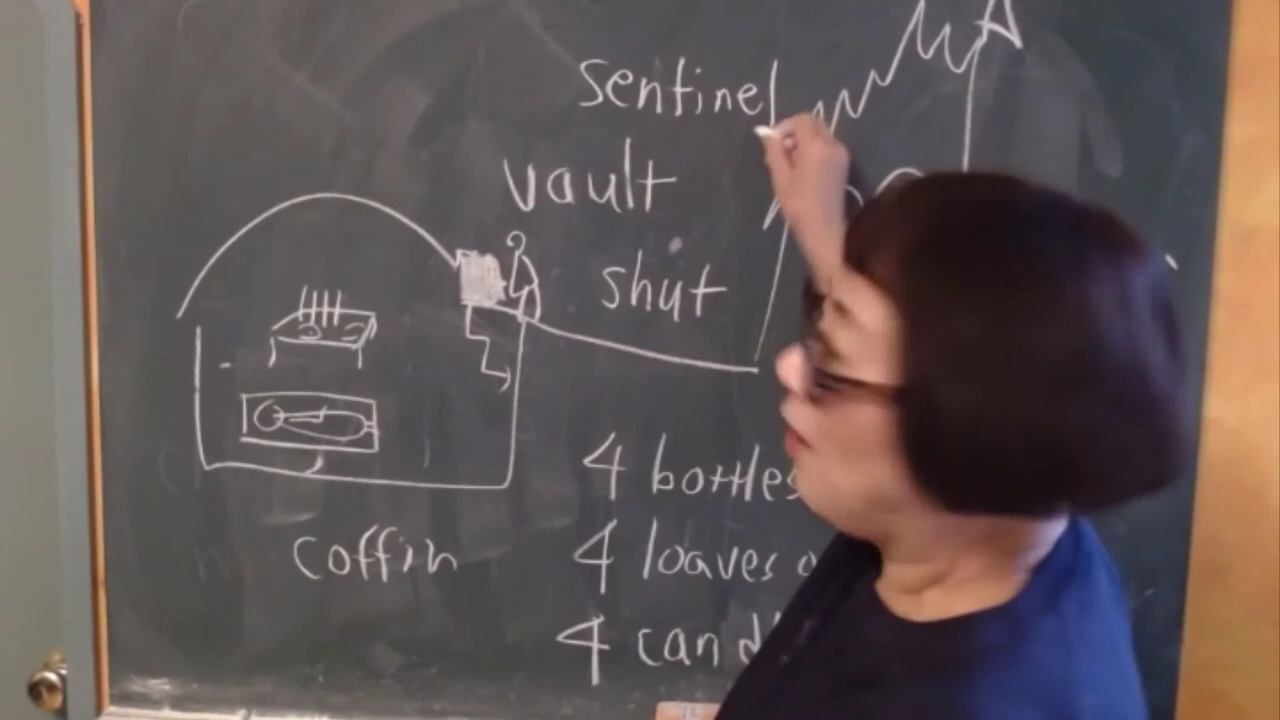 A
sentinel
vault
shut
4 bottles
4 loaves
coffin
4